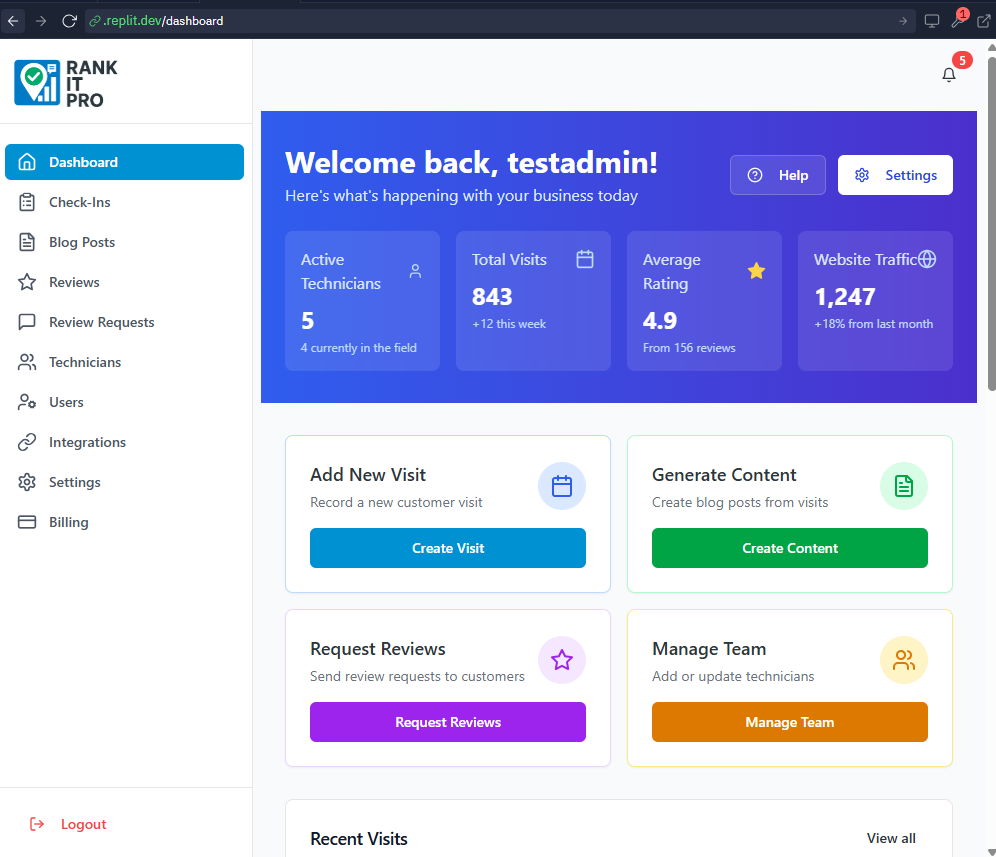 .replit.dev/dashboard
1
RANK
IT
PRO
5
Dashboard
Check-Ins
Blog Posts
Reviews
Review Requests
Technicians
Users
Integrations
Settings
Billing
Logout
Welcome back, testadmin!
Here's what's happening with your business today
Help
Settings
Active
Technicians
5
4 currently in the field
Total Visits
843
+12 this week
Average
Rating
4.9
From 156 reviews
Website Traffic
1,247
+18% from last month
Add New Visit
Record a new customer visit
Create Visit
Generate Content
Create blog posts from visits
Create Content
Request Reviews
Send review requests to customers
Request Reviews
Manage Team
Add or update technicians
Manage Team
Recent Visits
View all